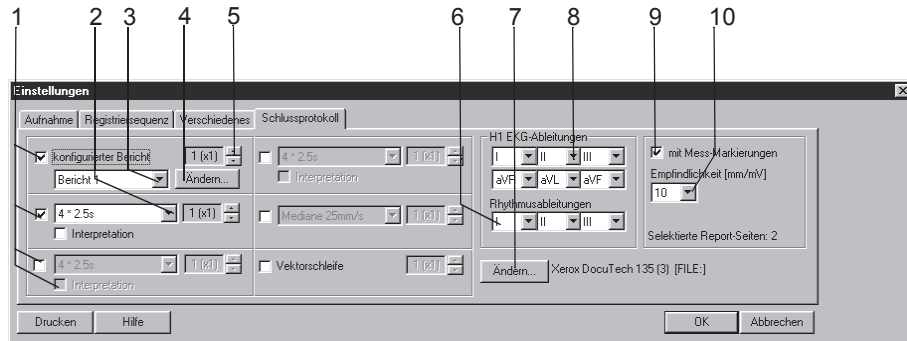 1 2 3 4 5 6 7 8 9 10
Einstellungen
Aufnahme Registriersequenz Verschiedenes Schlussprotokoll
konfigurierter Bericht 1 (x1)
Bericht 1 Ändern...
4 * 2.5s 1 (x1)
Interpretation
4 * 2.5s 1 (x1)
Interpretation
4 * 2.5s 1 (x1)
Interpretation
Mediane 25mm/s 1 (x1)
Vektorschleife 1 (x1)
H1 EKG-Ableitungen
I II III
aVF aVL aVF
Rhythmusableitungen
II III
Ändern... Xerox DocuTech 135 (3) [FILE:]
mit Mess-Markierungen
Empfindlichkeit [mm/mV]
10
Selektierte Report-Seiten: 2
Drucken Hilfe OK Abbrechen